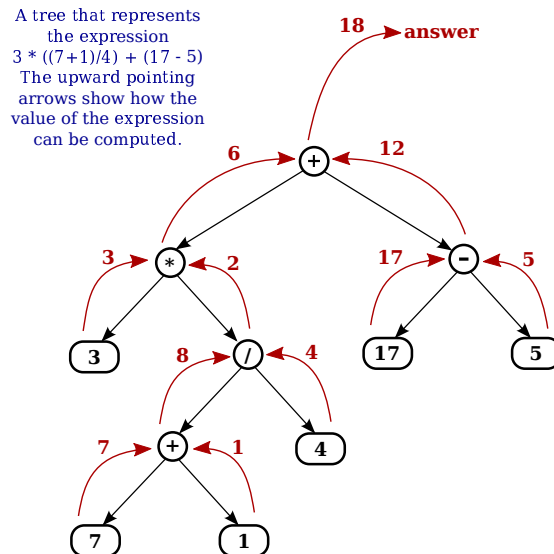 A tree that represents
the expression
3 * ((7+1)/4) + (17 - 5)
The upward pointing
arrows show how the
value of the expression
can be computed.
18
answer
+
6
12
*
-
3
2
17
5
3
/
17
5
8
4
+
4
7
1
7
1